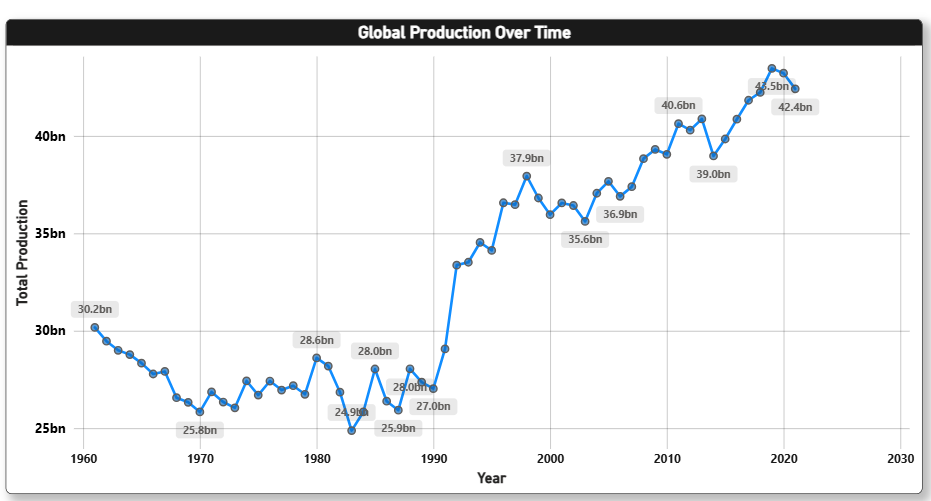 Global Production Over Time
43.5bn
40.6bn
42.4bn
40bn
37.9bn
39.0bn
36.9bn
35bn
35.6bn
Total Production
30.2bn
30bn
28.6bn
28.0bn
28.0bn
27.0bn
24.9bn
25.8bn
25.9bn
25bn
1960 1970 1980 1990 2000 2010 2020 2030
Year